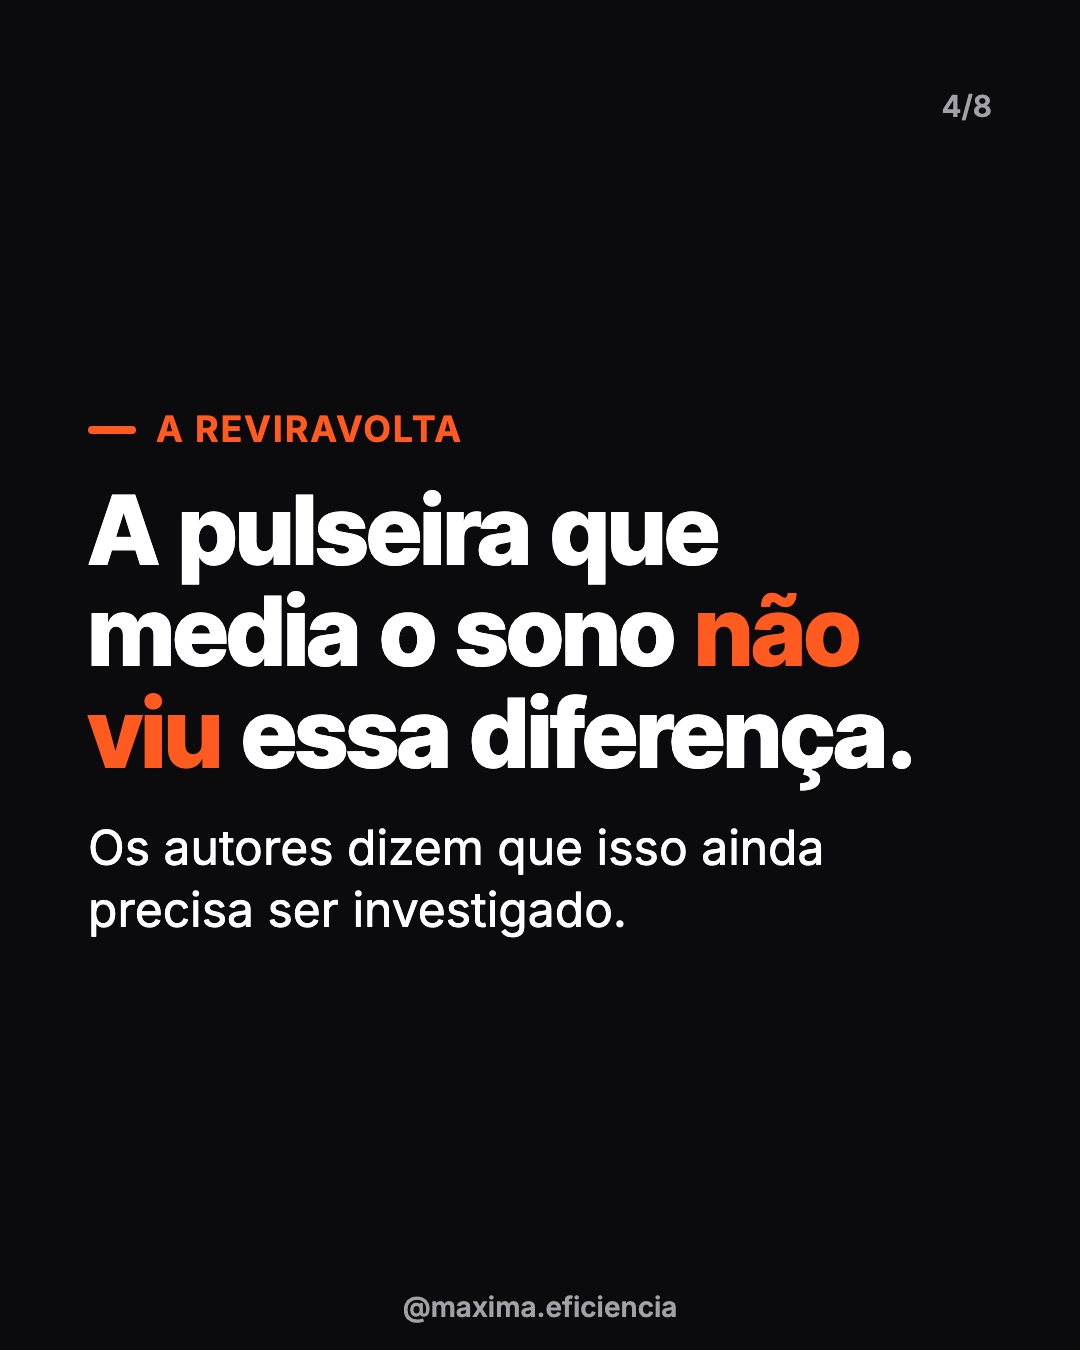 4/8
A REVIRAVOLTA
A pulseira que
media o sono não
viu essa diferença.
Os autores dizem que isso ainda
precisa ser investigado.
@maxima.eficiencia